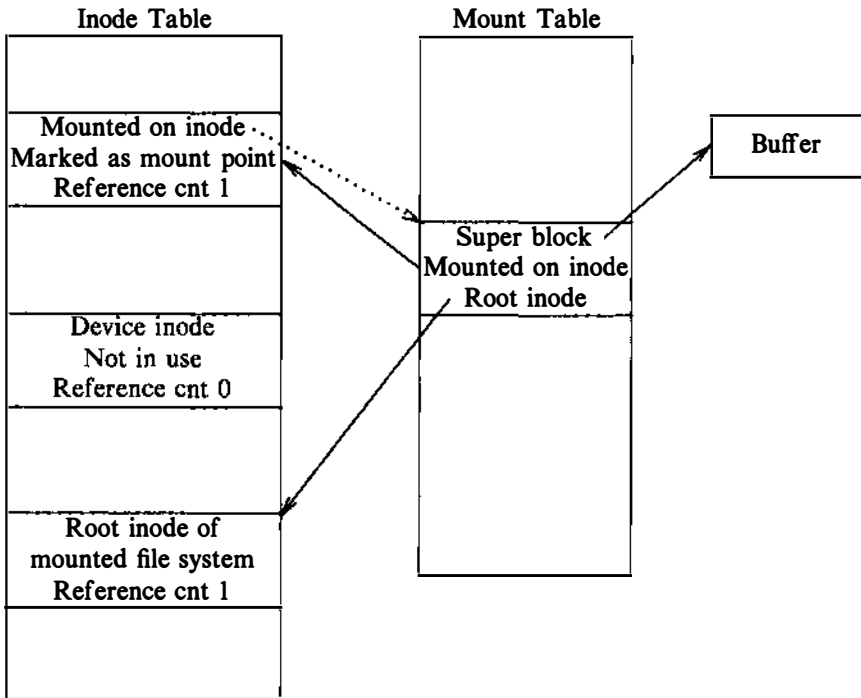 Inode Table
Mounted on inode
Marked as mount point
Reference cnt 1
Device inode
Not in use
Reference cnt 0
Root inode of
mounted file system
Reference cnt 1
Mount Table
Super block
Mounted on inode
Root inode
Buffer